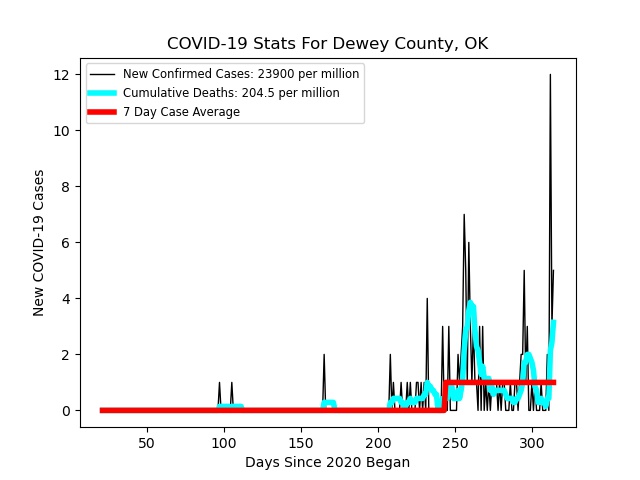 COVID-19 Stats For Dewey County, OK
New Confirmed Cases: 23900 per million
Cumulative Deaths: 204.5 per million
7 Day Case Average
12
10
8
6
4
2
0
New COVID-19 Cases
50 100 150 200 250 300
Days Since 2020 Began